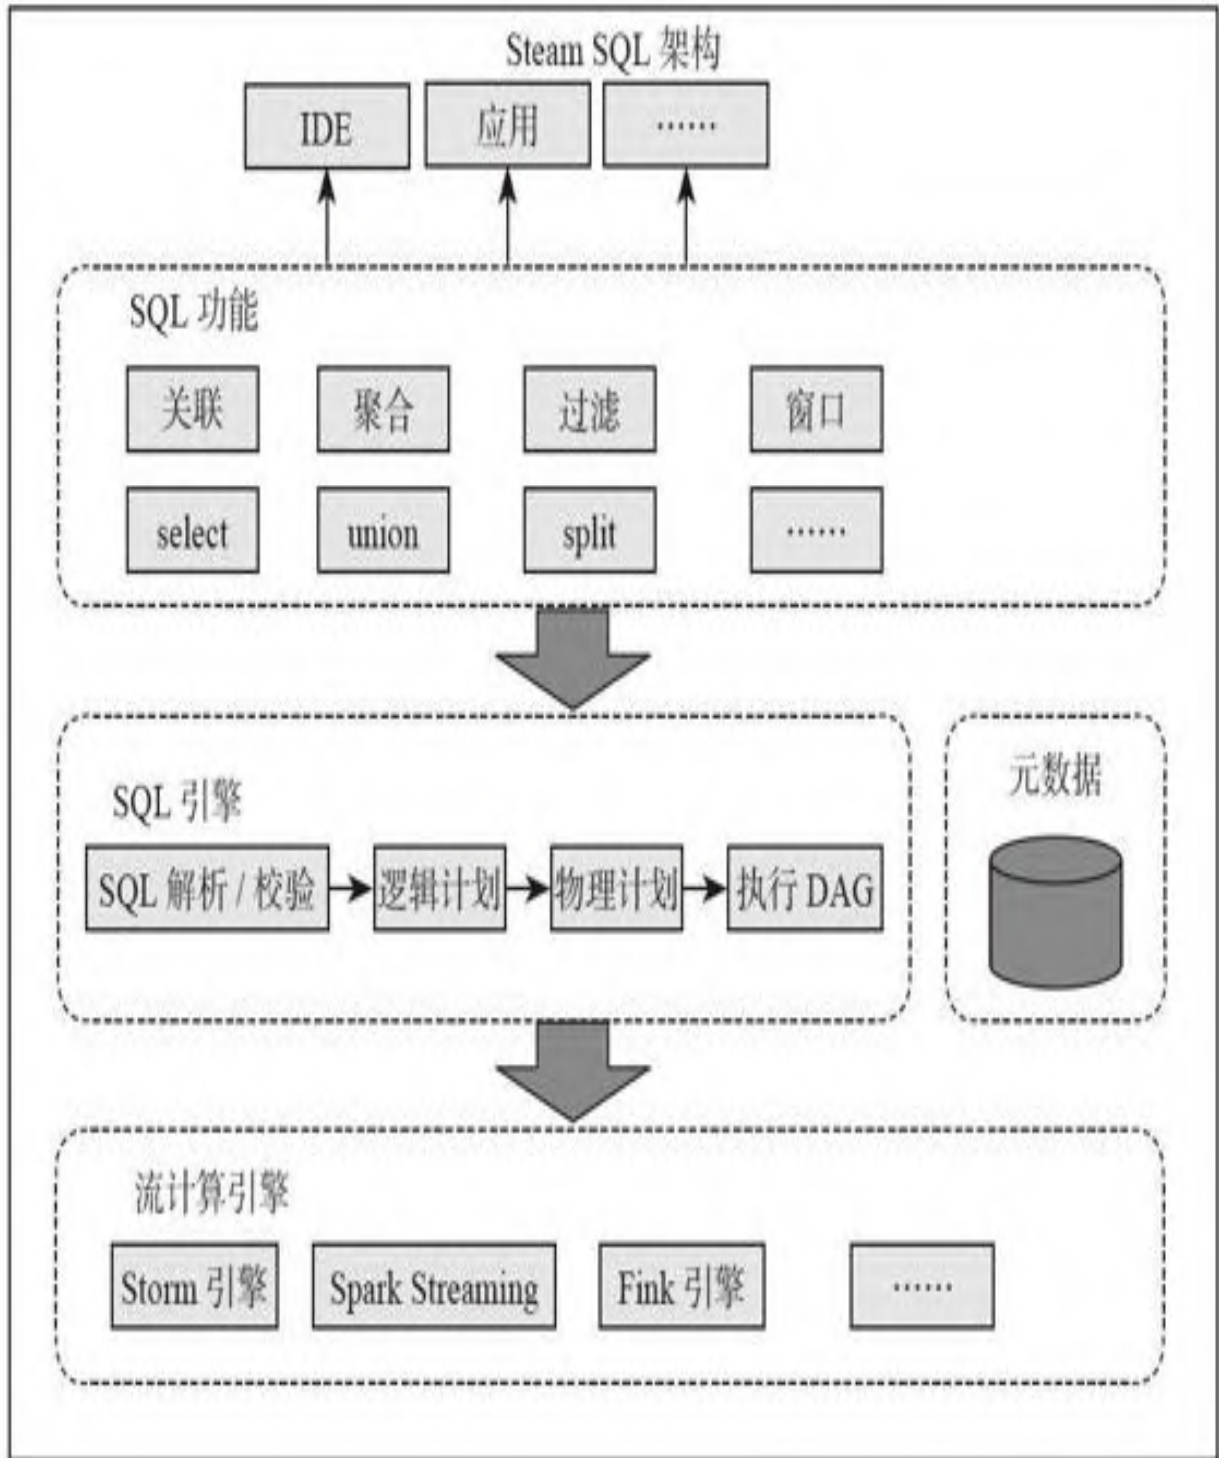 Steam SQL 架构
IDE
应用
……
SQL 功能
关联
聚合
过滤
窗口
select
union
split
……
SQL 引擎
SQL 解析 / 校验
逻辑计划
物理计划
执行 DAG
元数据
流计算引擎
Storm 引擎
Spark Streaming
Fink 引擎
……